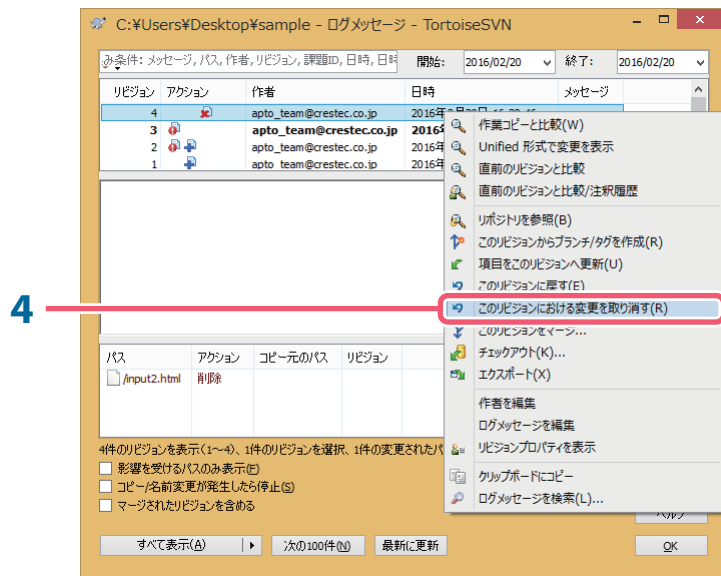 C:¥Users¥Desktop¥sample - ログメッセージ - TortoiseSVN
み条件: メッセージ, パス, 作者, リビジョン, 課題ID, 日時, 日時 開始: 2016/02/20 終了: 2016/02/20
リビジョン アクション 作者 日時 メッセージ
4 apto_team@crestec.co.jp
3 apto_team@crestec.co.jp
2 apto_team@crestec.co.jp 2016年
1 apto_team@crestec.co.jp 2016年
作業コピーと比較(W)
Unified 形式で変更を表示
直前のリビジョンと比較
直前のリビジョンと比較/注釈履歴
リポジトリを参照(B)
このリビジョンからブランチ/タグを作成(R)
項目をこのリビジョンへ更新(U)
このリビジョンに戻す(E)
4 このリビジョンにおける変更を取り消す(R)
このリビジョンをマージ...
チェックアウト(K)...
エクスポート(X)
作者を編集
ログメッセージを編集
リビジョンプロパティを表示
クリップボードにコピー
ログメッセージを検索(L)...
パス アクション コピー元のパス リビジョン
/input2.html 削除
4件のリビジョンを表示(1～4)、1件のリビジョンを選択、1件の変更されたパ
影響を受けるパスのみ表示(F)
コピー/名前変更が発生したら停止(S)
マージされたリビジョンを含める
ヘルプ
すべて表示(A) 次の100件(N) 最新に更新 OK